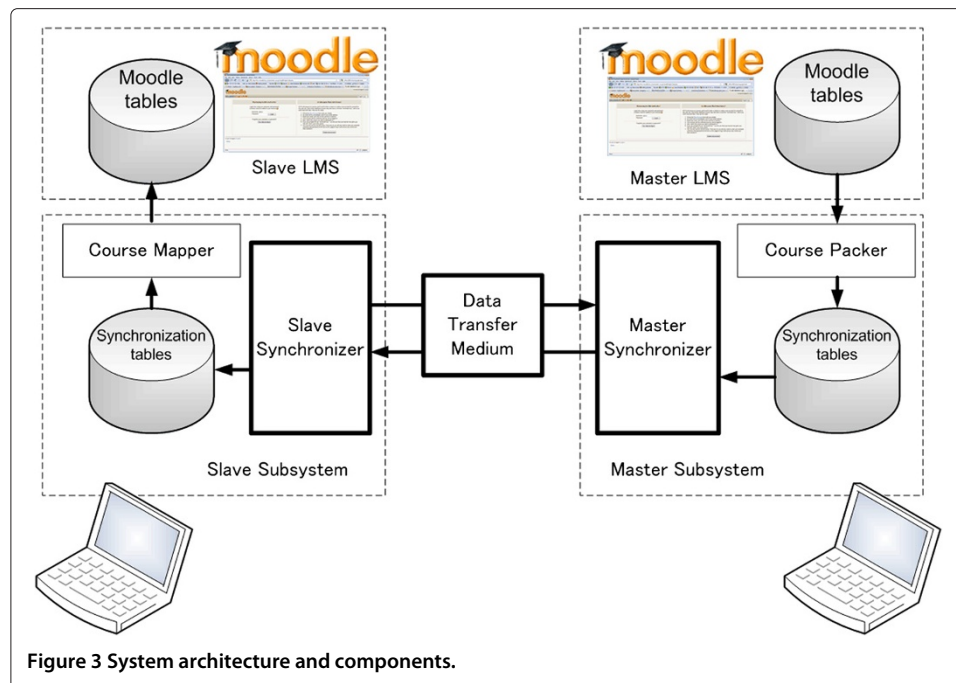 Moodle
tables
moodle
Slave LMS
moodle
Master LMS
Moodle
tables
Course Mapper
Synchronization
tables
Slave
Synchronizer
Slave Subsystem
Data
Transfer
Medium
Master
Synchronizer
Course Packer
Synchronization
tables
Master Subsystem
Figure 3 System architecture and components.